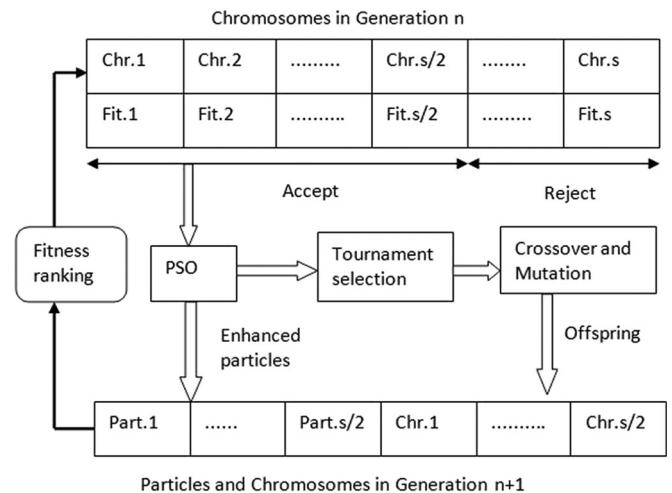 Chromosomes in Generation n
Chr.1 Chr.2 ......... Chr.s/2 ........ Chr.s
Fit.1 Fit.2 .......... Fit.s/2 ......... Fit.s
Accept Reject
Fitness
ranking
PSO
Tournament
selection
Crossover and
Mutation
Enhanced
particles
Offspring
Part.1 ...... Part.s/2 Chr.1 .......... Chr.s/2
Particles and Chromosomes in Generation n+1